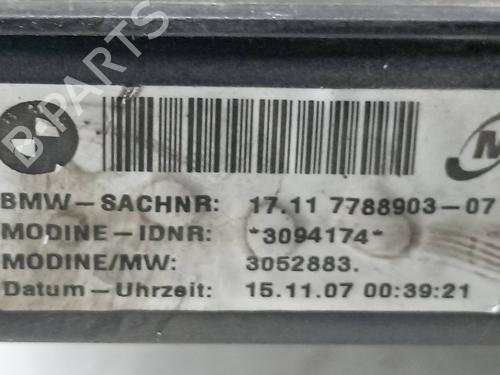 B-PARTS
M
BMW-SACHNR: 17.11 7788903-07
MODINE-IDNR: *3094174*
MODINE/MW: 3052883.
Datum-Uhrzeit: 15.11.07 00:39:21